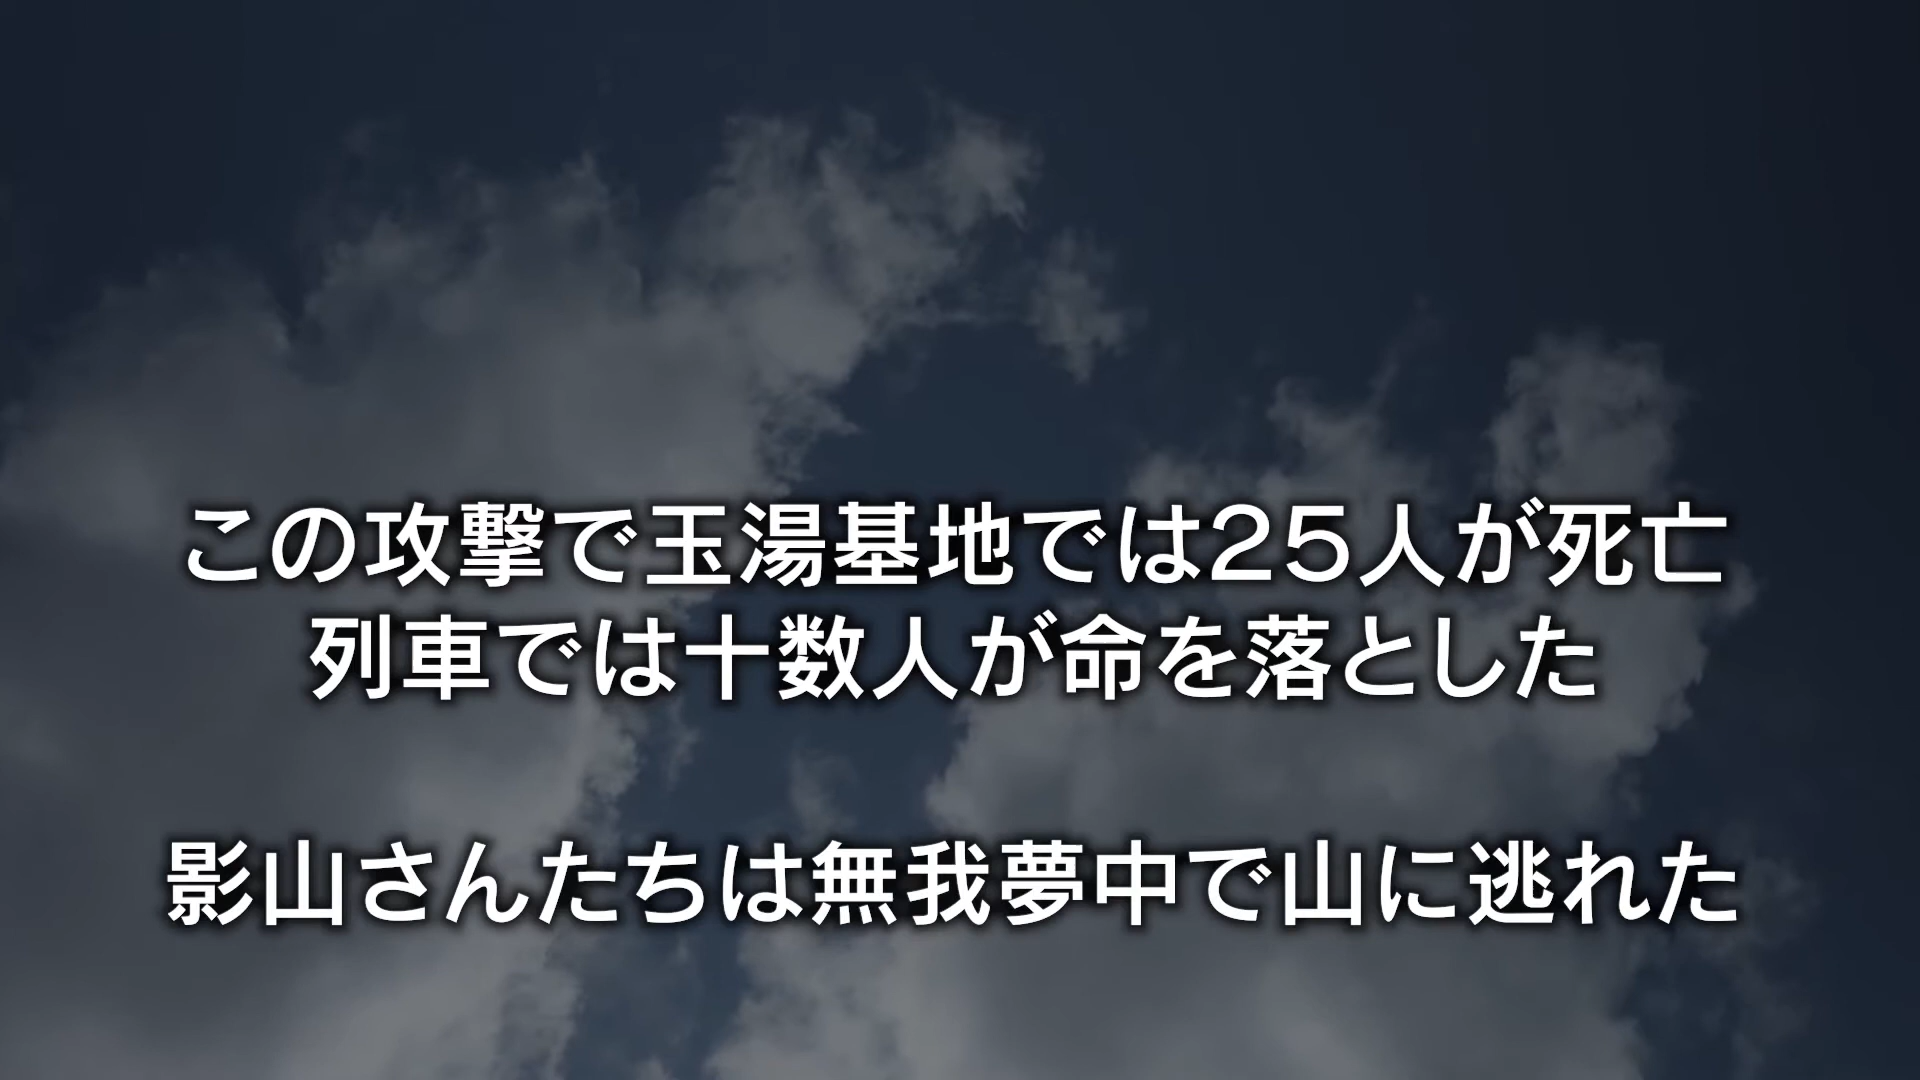 この攻撃で玉湯基地では25人が死亡
列車では十数人が命を落とした
影山さんたちは無我夢中で山に逃れた